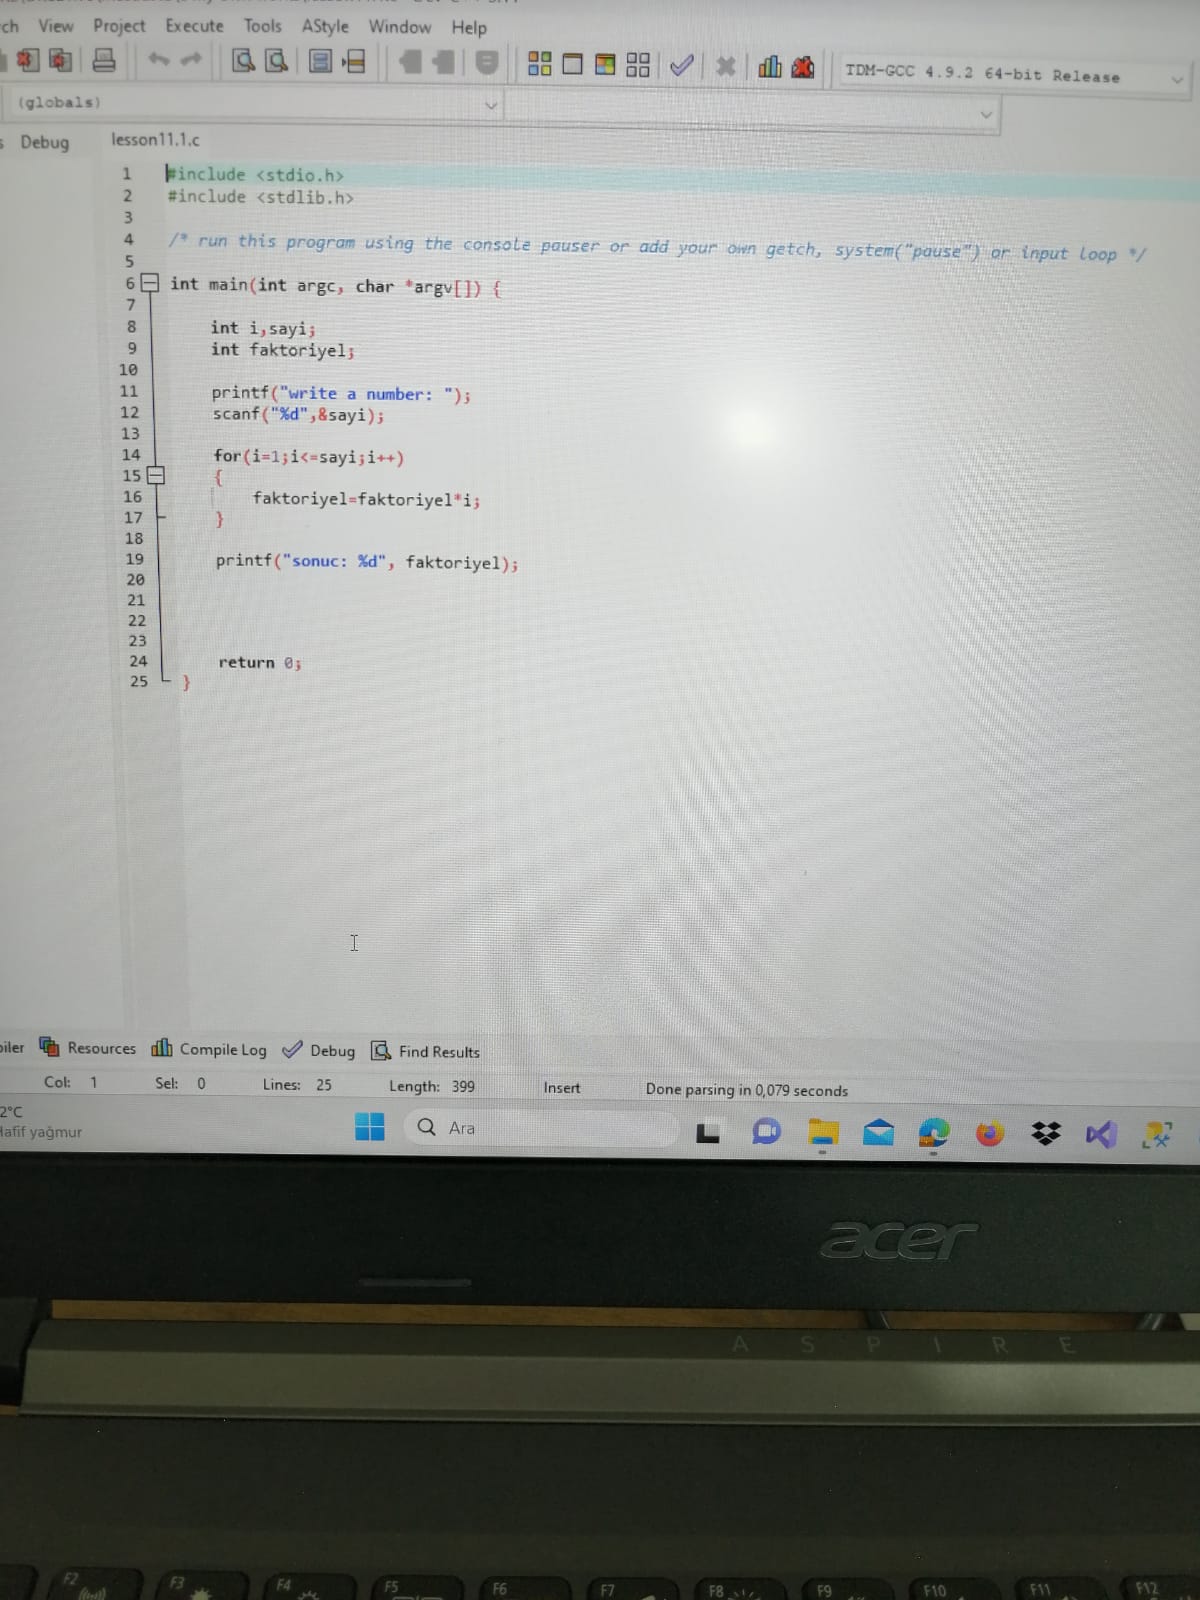 View Project Execute Tools AStyle Window Help
TDM-GCC 4.9.2 64-bit Release
(globals)
Debug lesson11.1.c
1 #include <stdio.h>
2 #include <stdlib.h>
3
4 /* run this program using the console pauser or add your own getch, system("pause") or input loop */
5
6 int main(int argc, char *argv[]) {
7
8 int i,sayi;
9 int faktoriyel;
10
11 printf("write a number: ");
12 scanf("%d",&sayi);
13
14 for(i=1;i<=sayi;i++)
15 {
16 faktoriyel=faktoriyel*i;
17 }
18
19 printf("sonuc: %d", faktoriyel);
20
21
22
23
24 return 0;
25 }
Resources Compile Log Debug Find Results
Col: 1 Sel: 0 Lines: 25 Length: 399 Insert Done parsing in 0,079 seconds
2°C
Hafif yağmur
Ara
acer
ASPIRE
F2 F3 F4 F5 F6 F7 F8 F9 F10 F11 F12